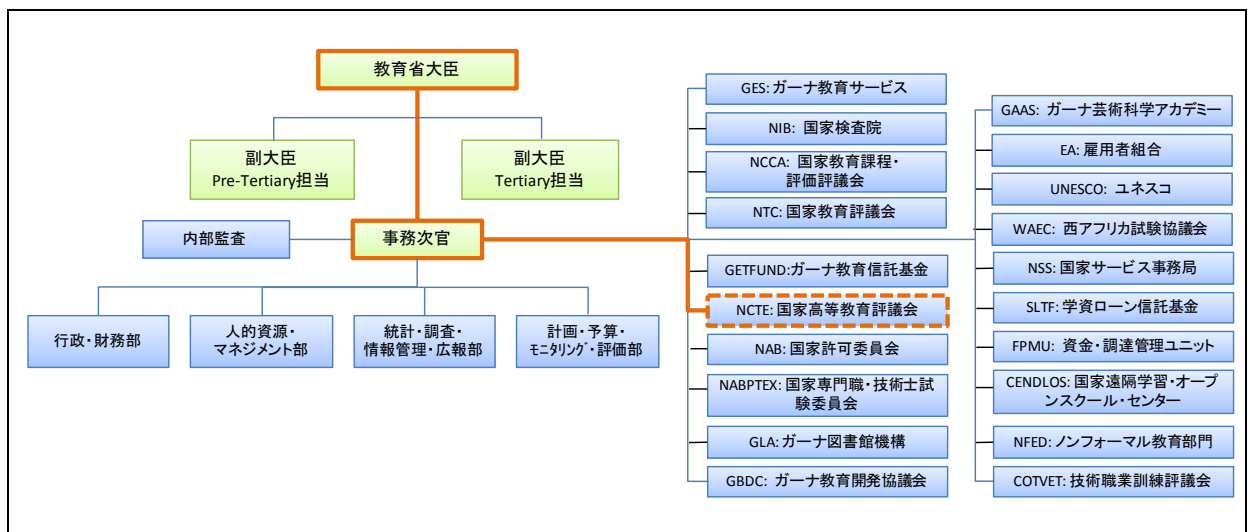 教育省大臣
副大臣
Pre-Tertiary担当
副大臣
Tertiary担当
内部監査
事務次官
行政・財務部
人的資源・
マネジメント部
統計・調査・
情報管理・広報部
計画・予算・
ﾓﾆﾀﾘﾝｸﾞ・評価部
GES: ガーナ教育サービス
NIB: 国家検査院
NCCA: 国家教育課程・
評価評議会
NTC: 国家教育評議会
GETFUND:ガーナ教育信託基金
NCTE: 国家高等教育評議会
NAB: 国家許可委員会
NABPTEX: 国家専門職・技術士試
験委員会
GLA: ガーナ図書館機構
GBDC: ガーナ教育開発協議会
GAAS: ガーナ芸術科学アカデミー
EA: 雇用者組合
UNESCO: ユネスコ
WAEC: 西アフリカ試験協議会
NSS: 国家サービス事務局
SLTF: 学資ローン信託基金
FPMU: 資金・調達管理ユニット
CENDLOS: 国家遠隔学習・オープ
ンスクール・センター
NFED: ノンフォーマル教育部門
COTVET: 技術職業訓練評議会